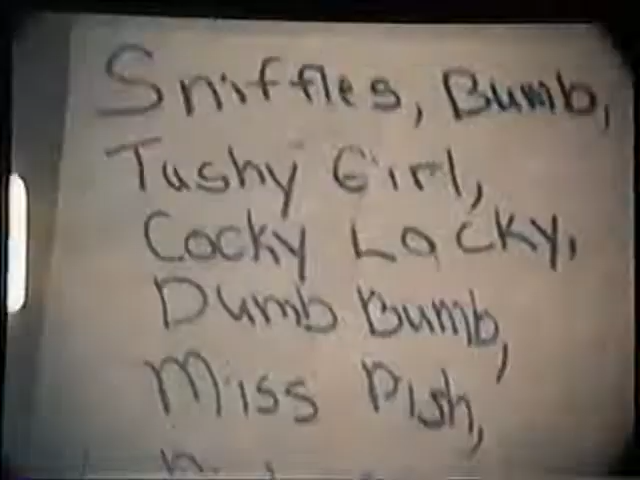 Sniffles, Bumb,
Tushy Girl,
Cocky Locky,
Dumb Bumb,
Miss Pish,